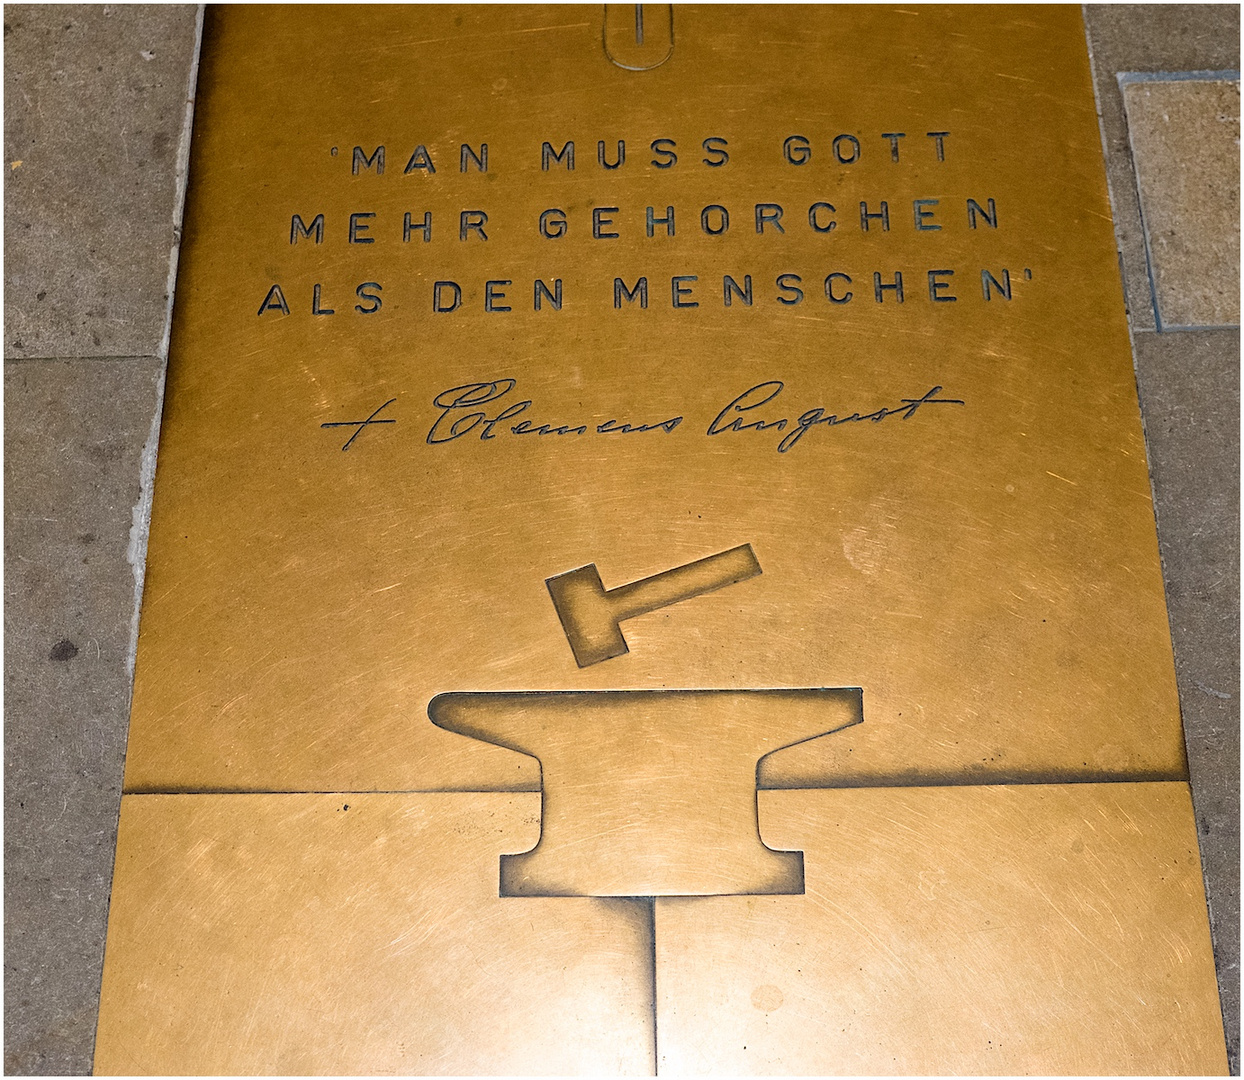 'MAN MUSS GOTT
MEHR GEHORCHEN
ALS DEN MENSCHEN'
+ Clemens August